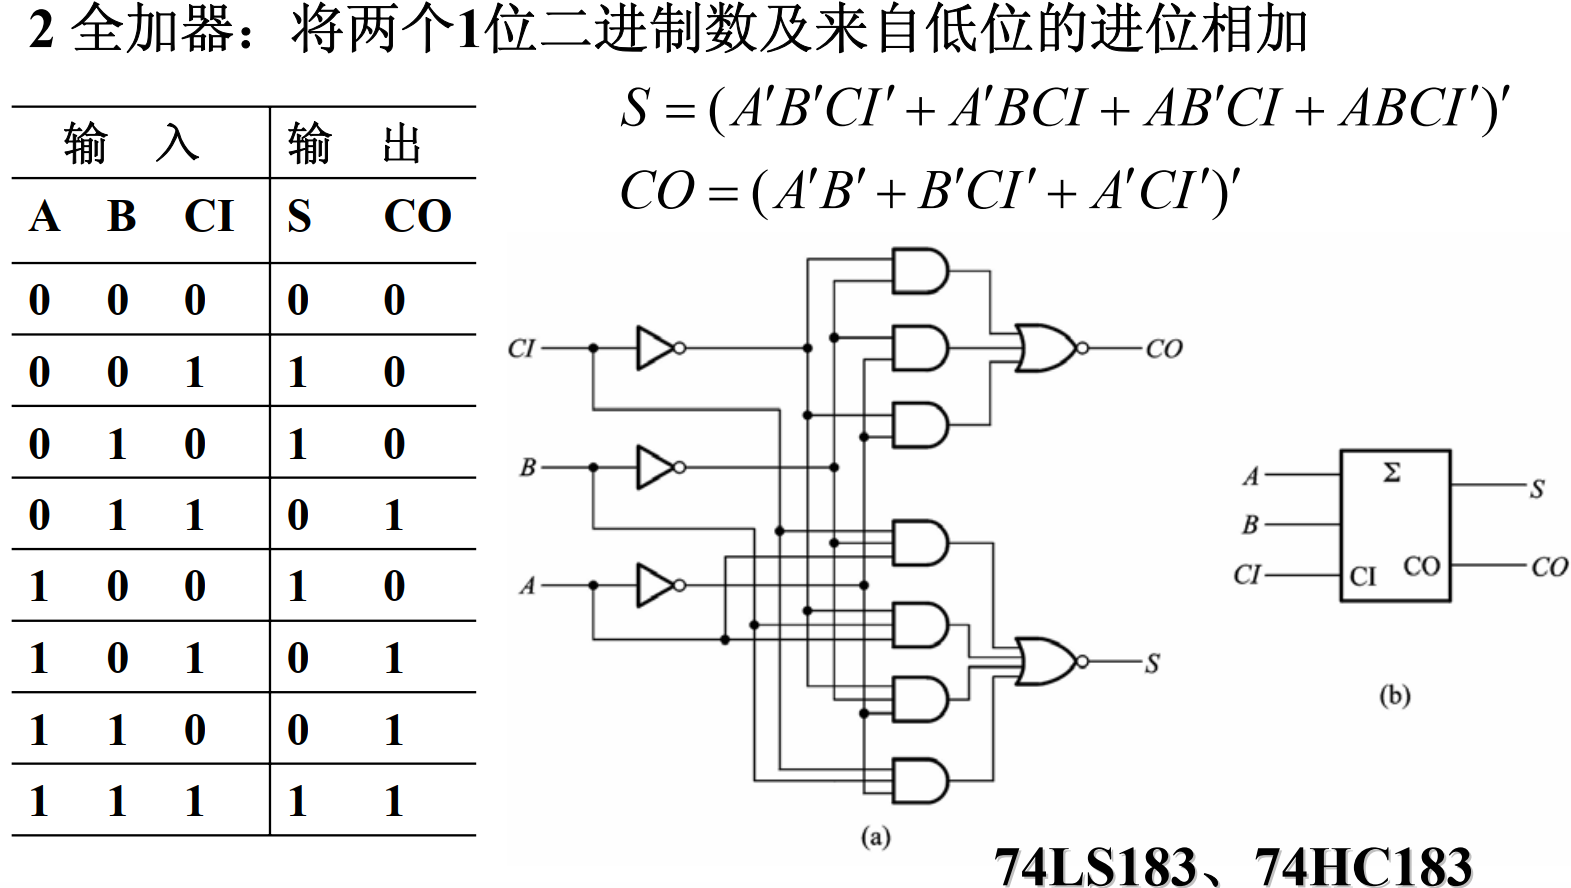 2 全加器：将两个1位二进制数及来自低位的进位相加
S = (A′B′CI′ + A′BCI + AB′CI + ABCI′)′
CO = (A′B′ + B′CI′ + A′CI′)′
输 入 输 出
A B CI S CO
0 0 0 0 0
0 0 1 1 0
0 1 0 1 0
0 1 1 0 1
1 0 0 1 0
1 0 1 0 1
1 1 0 0 1
1 1 1 1 1
CI
B
A
CO
S
(a)
A
B
CI
Σ
CI
CO
S
CO
(b)
74LS183、74HC183